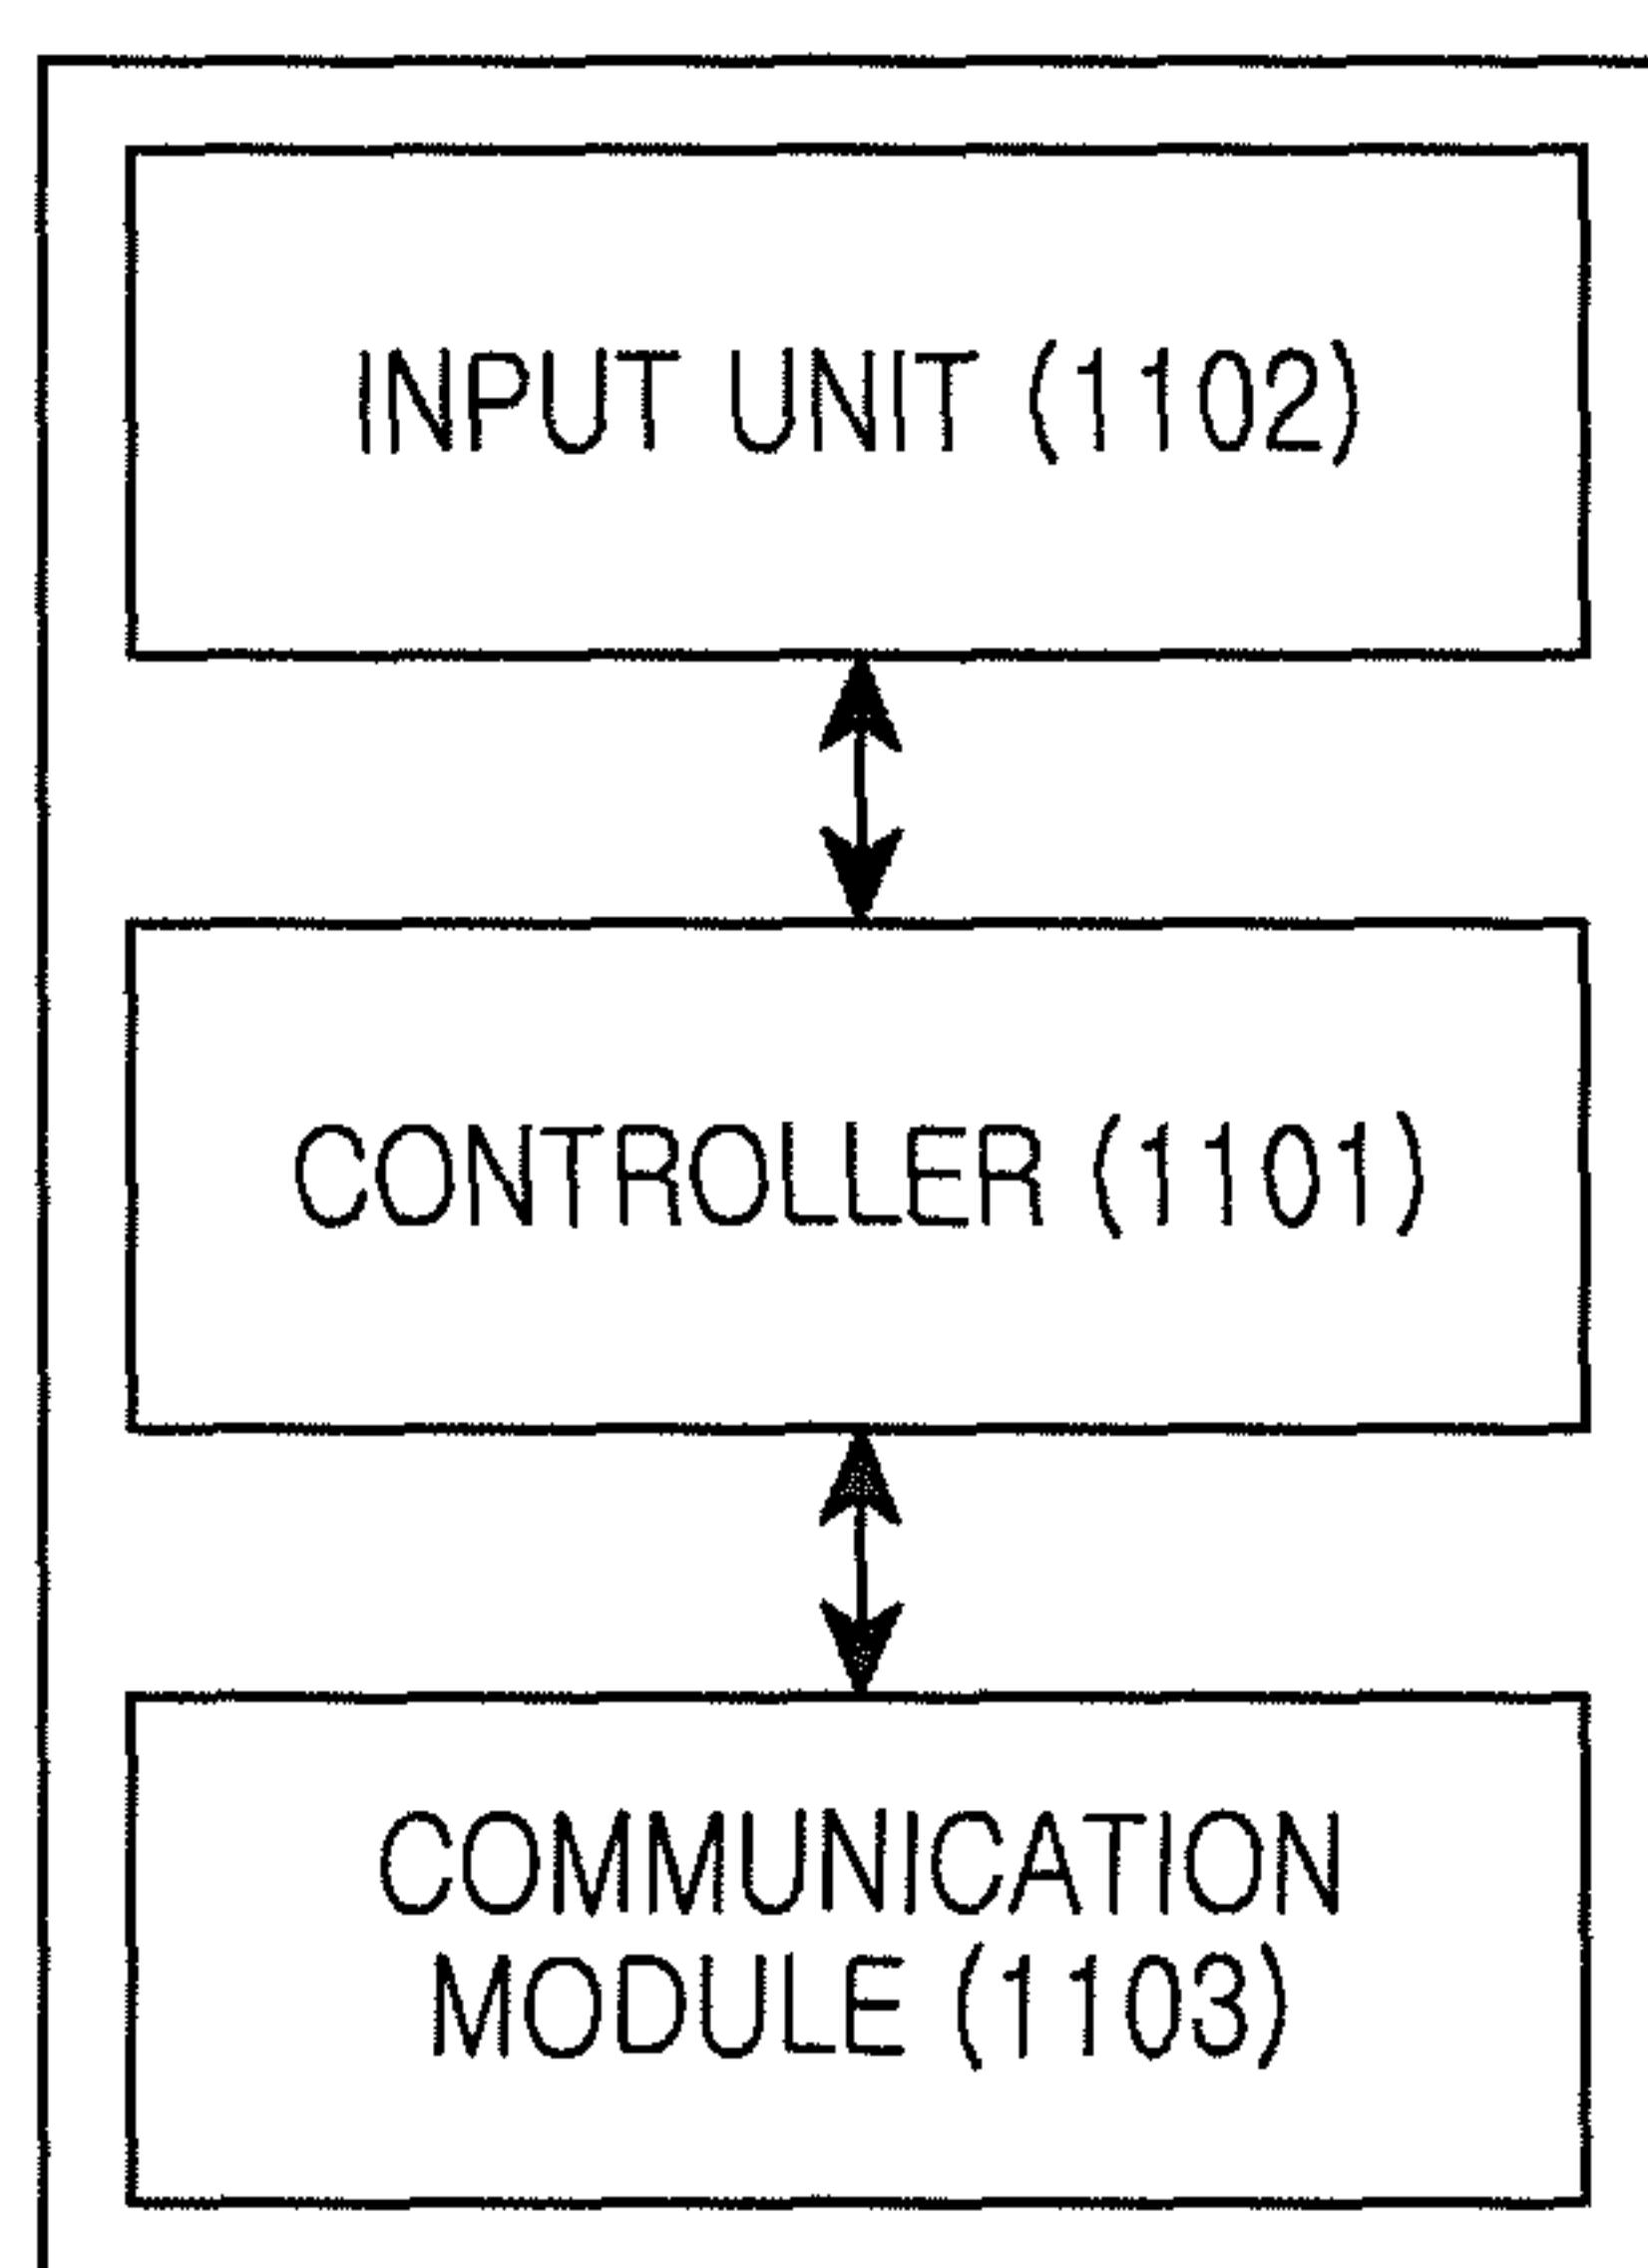 INPUT UNIT (1102)
CONTROLLER (1101)
COMMUNICATION
MODULE (1103)